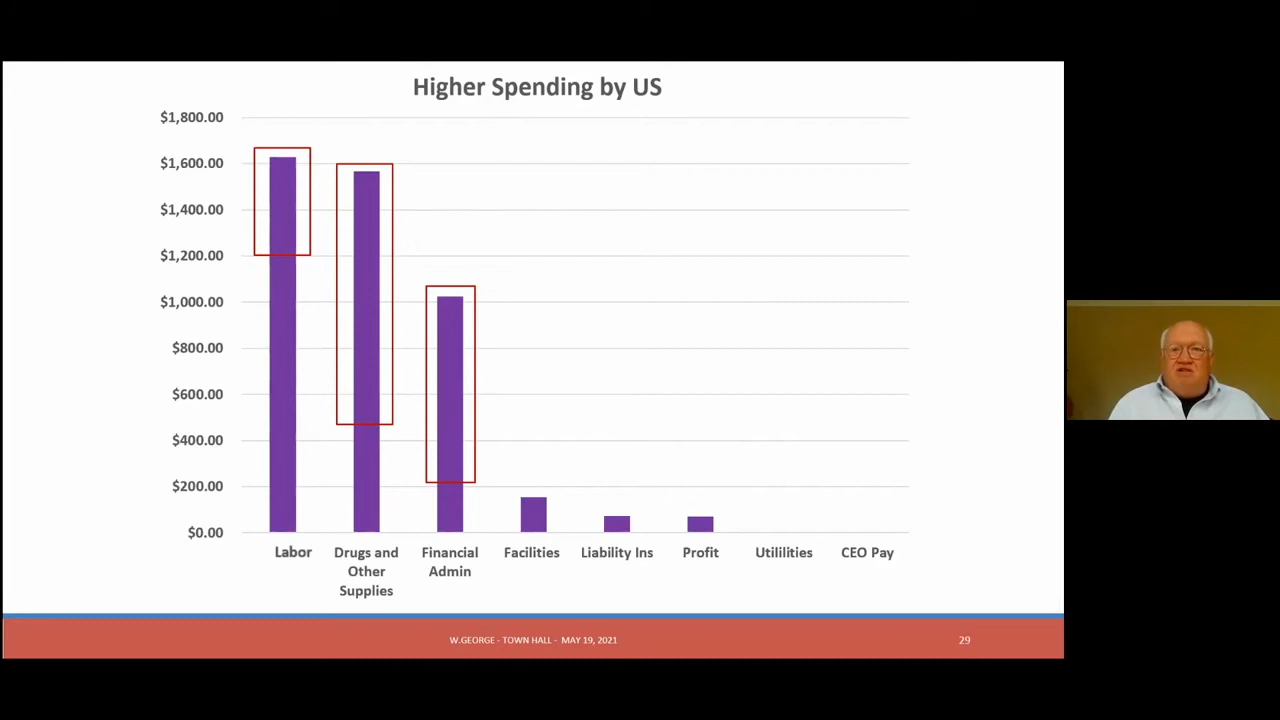 Higher Spending by US
$1,800.00
$1,600.00
$1,400.00
$1,200.00
$1,000.00
$800.00
$600.00
$400.00
$200.00
$0.00
Labor
Drugs and
Other
Supplies
Financial
Admin
Facilities
Liability Ins
Profit
Utililities
CEO Pay
W.GEORGE - TOWN HALL - MAY 19, 2021
29